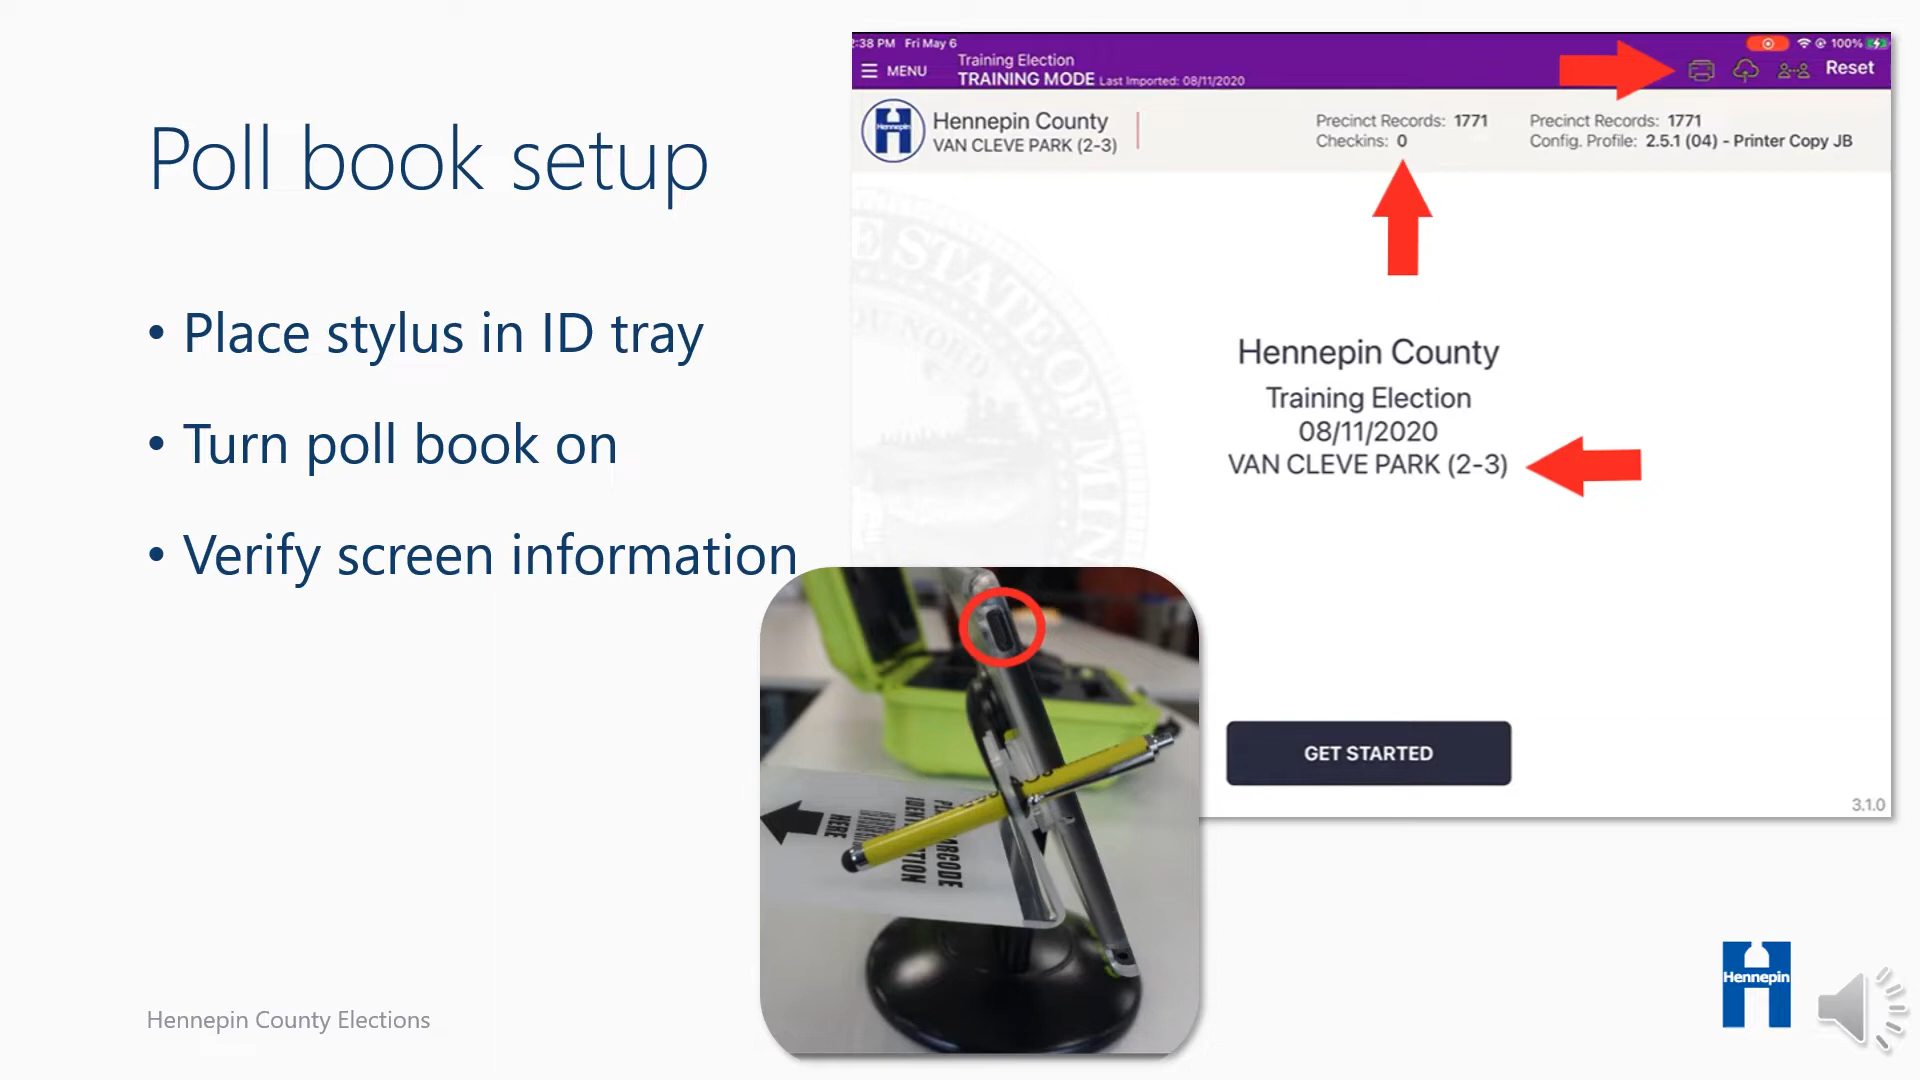 Poll book setup
• Place stylus in ID tray
• Turn poll book on
• Verify screen information
Hennepin County Elections
:38 PM Fri May 6
100%
MENU
Training Election
TRAINING MODE Last Imported: 08/11/2020
Reset
Hennepin
Hennepin County
VAN CLEVE PARK (2-3)
Precinct Records: 1771
Checkins: 0
Precinct Records: 1771
Config. Profile: 2.5.1 (04) - Printer Copy JB
Hennepin County
Training Election
08/11/2020
VAN CLEVE PARK (2-3)
GET STARTED
3.1.0
HERE
Hennepin